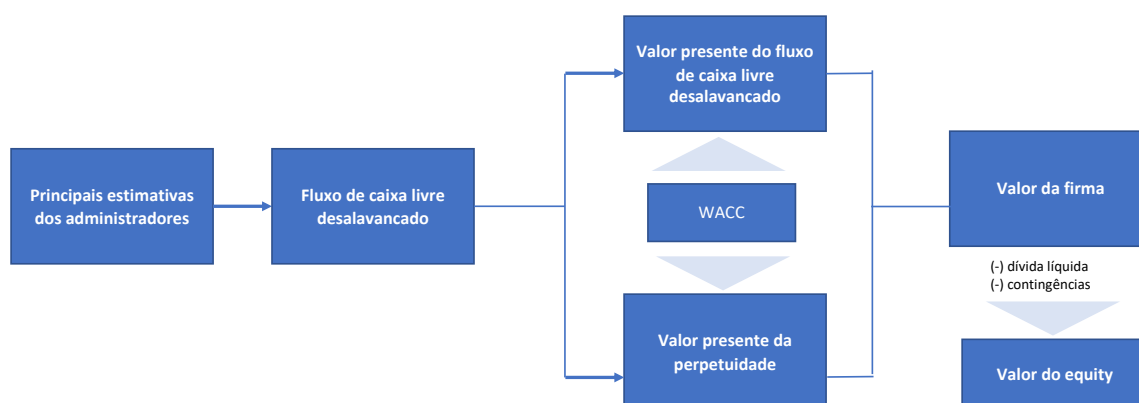 Principais estimativas
dos administradores
Fluxo de caixa livre
desalavancado
Valor presente do fluxo
de caixa livre
desalavancado
WACC
Valor presente da
perpetuidade
Valor da firma
(-) dívida líquida
(-) contingências
Valor do equity